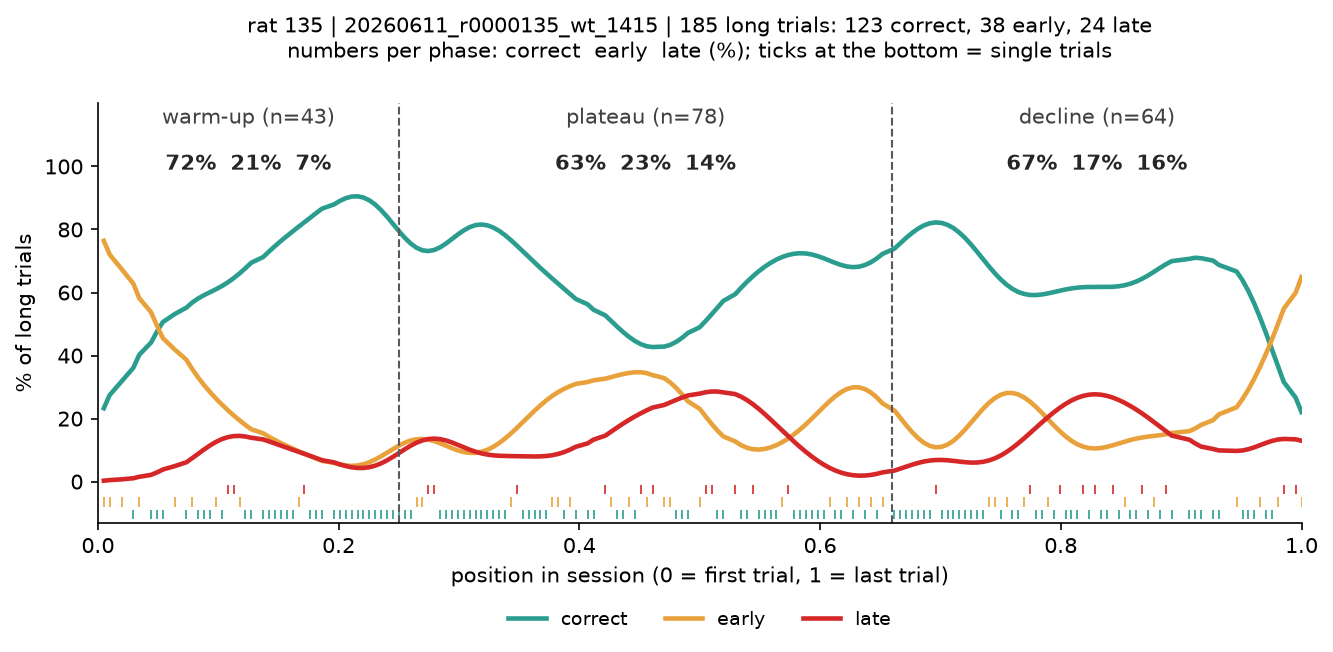 rat 135 | 20260611_r0000135_wt_1415 | 185 long trials: 123 correct, 38 early, 24 late
numbers per phase: correct  early  late (%); ticks at the bottom = single trials
warm-up (n=43)
plateau (n=78)
decline (n=64)
72%  21%  7%
63%  23%  14%
67%  17%  16%
% of long trials
100
80
60
40
20
0
0.0
0.2
0.4
0.6
0.8
1.0
position in session (0 = first trial, 1 = last trial)
correct
early
late